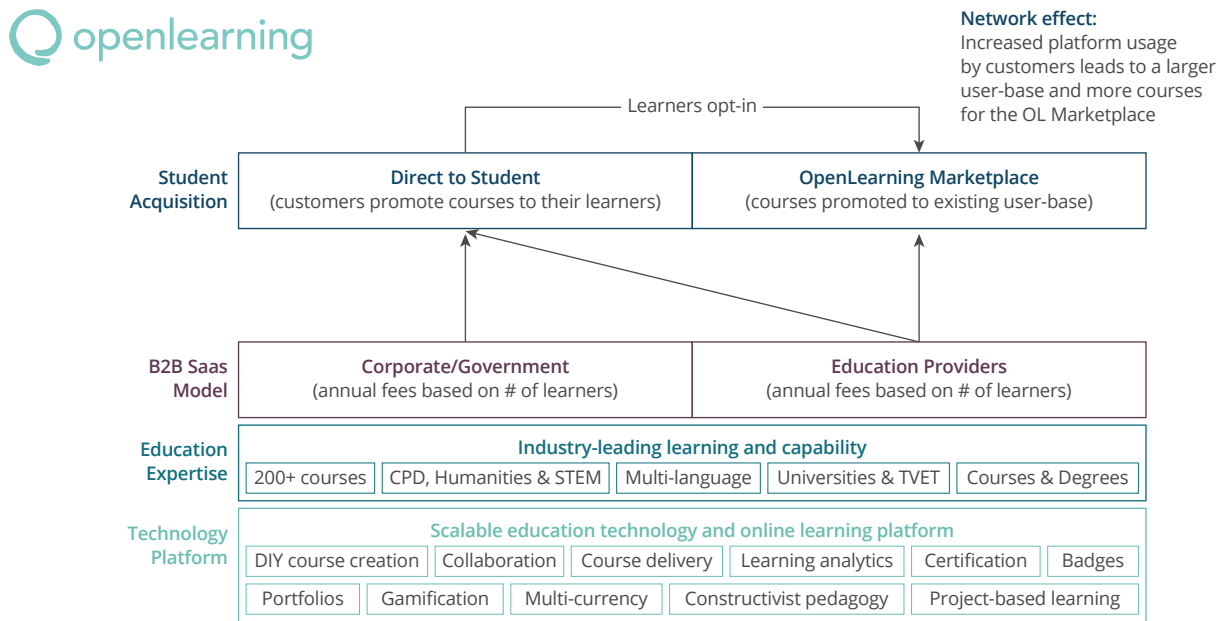 openlearning
Network effect:
Increased platform usage
by customers leads to a larger
user-base and more courses
for the OL Marketplace
Learners opt-in
Student
Acquisition
Direct to Student
(customers promote courses to their learners)
OpenLearning Marketplace
(courses promoted to existing user-base)
B2B Saas
Model
Corporate/Government
(annual fees based on # of learners)
Education Providers
(annual fees based on # of learners)
Education
Expertise
Industry-leading learning and capability
200+ courses
CPD, Humanities & STEM
Multi-language
Universities & TVET
Courses & Degrees
Technology
Platform
Scalable education technology and online learning platform
DIY course creation
Collaboration
Course delivery
Learning analytics
Certification
Badges
Portfolios
Gamification
Multi-currency
Constructivist pedagogy
Project-based learning